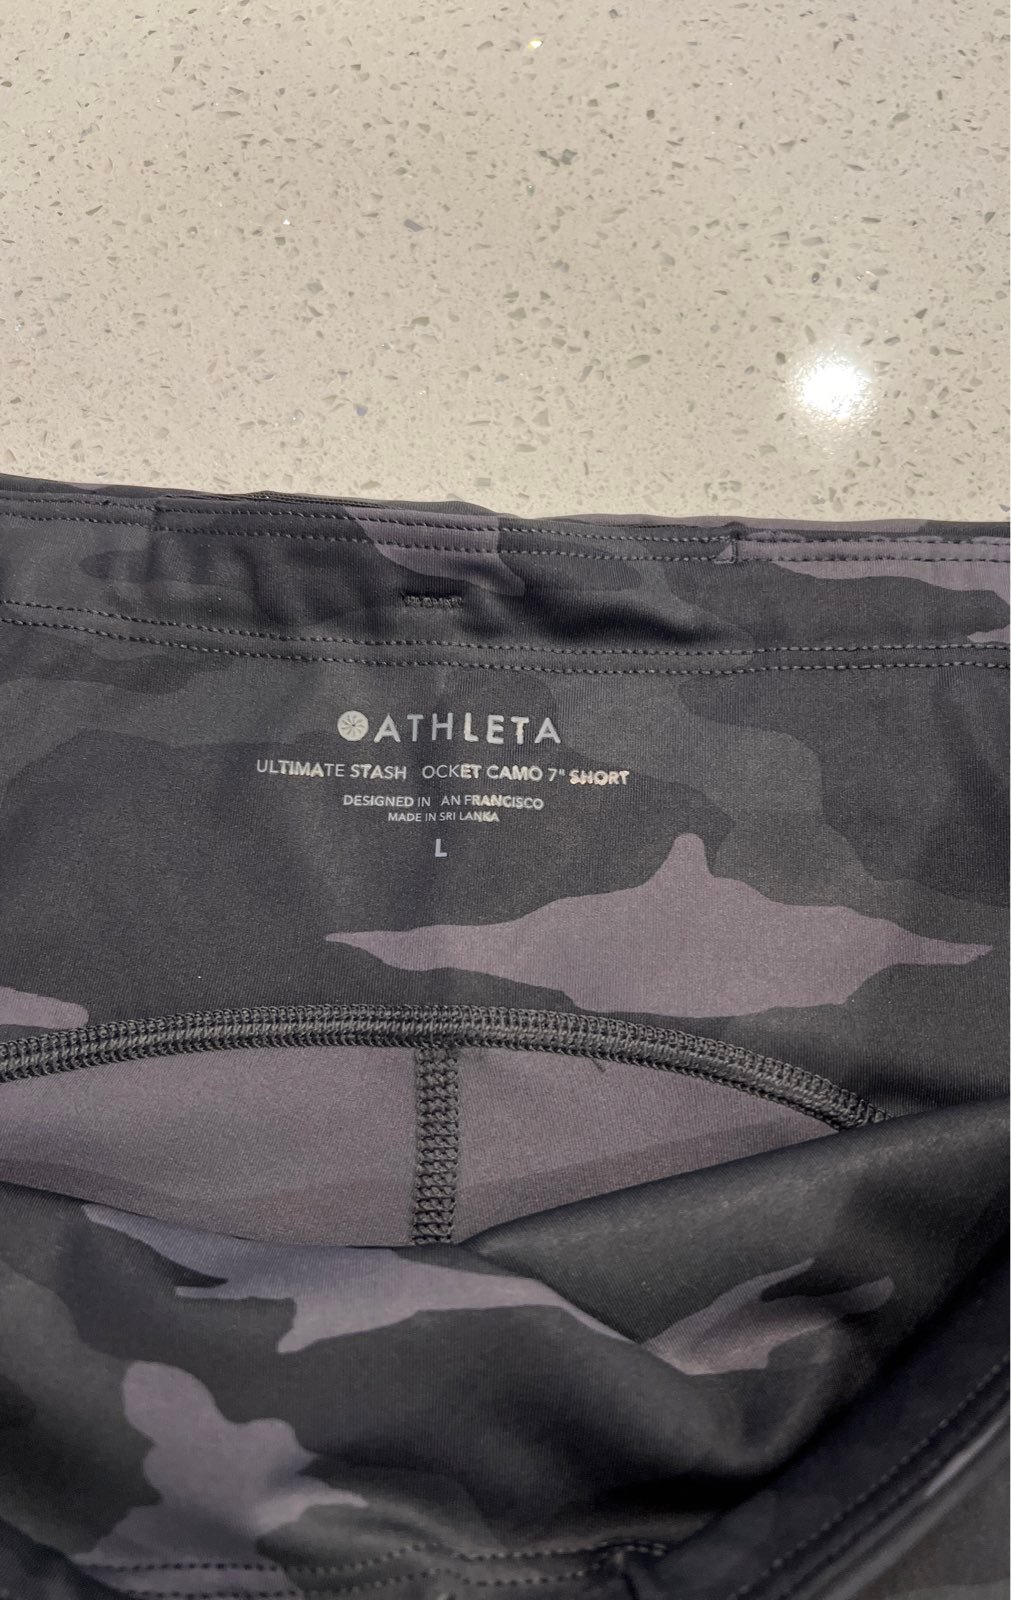 ATHLETA
ULTIMATE STASH OCKET CAMO 7" SHORT
DESIGNED IN AN FRANCISCO
MADE IN SRI LANKA
L